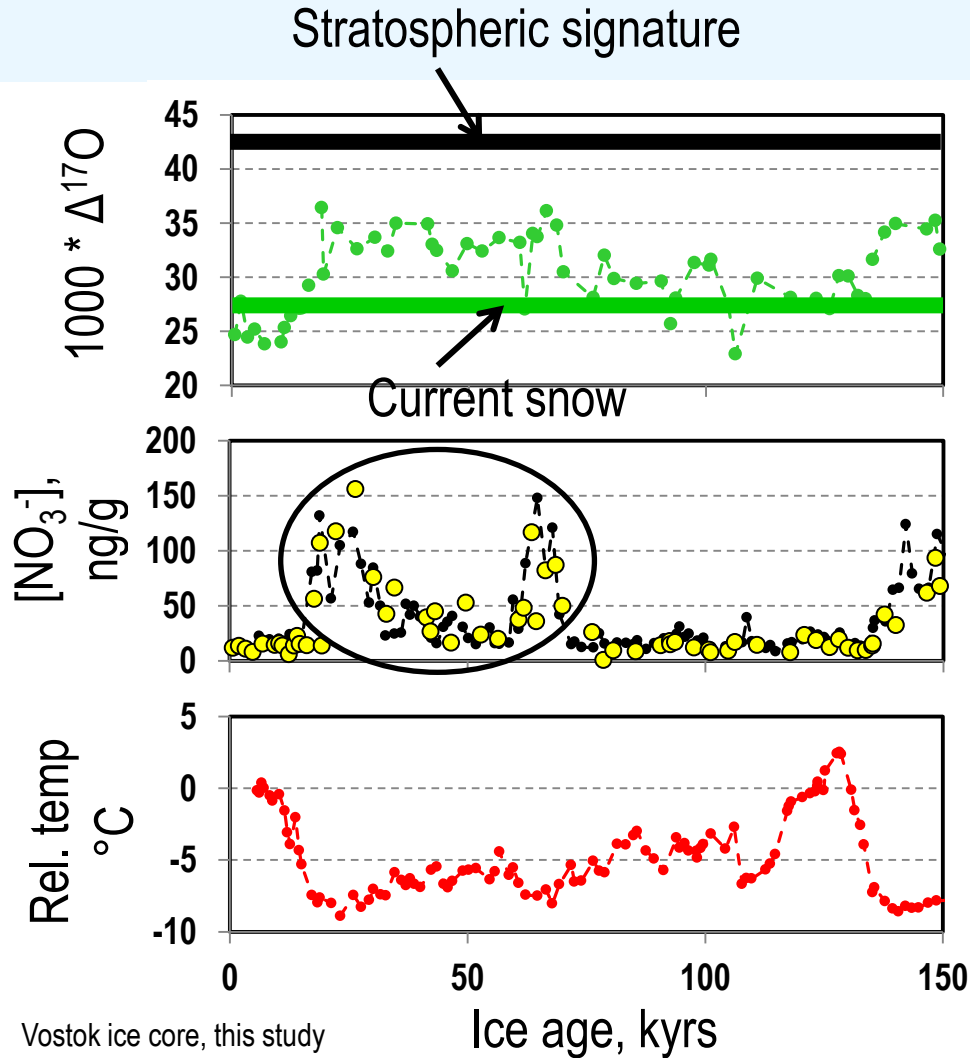 Stratospheric signature
1000 * Δ¹⁷O
45
40
35
30
25
20
Current snow
[NO₃⁻],
ng/g
200
150
100
50
0
Rel. temp
°C
5
0
-5
-10
0 50 100 150
Vostok ice core, this study
Ice age, kyrs